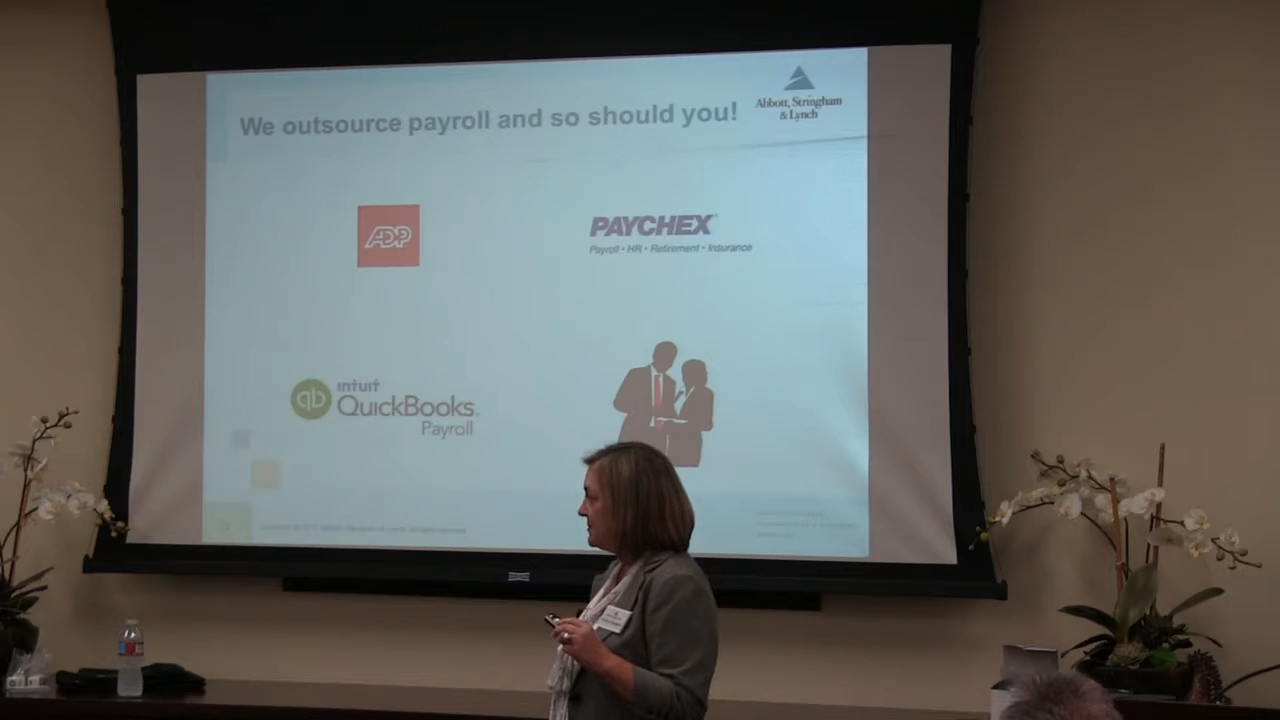 We outsource payroll and so should you!
Abbott, Stringham
& Lynch
ADP
PAYCHEX
Payroll • HR • Retirement • Insurance
qb
intuit
QuickBooks
Payroll